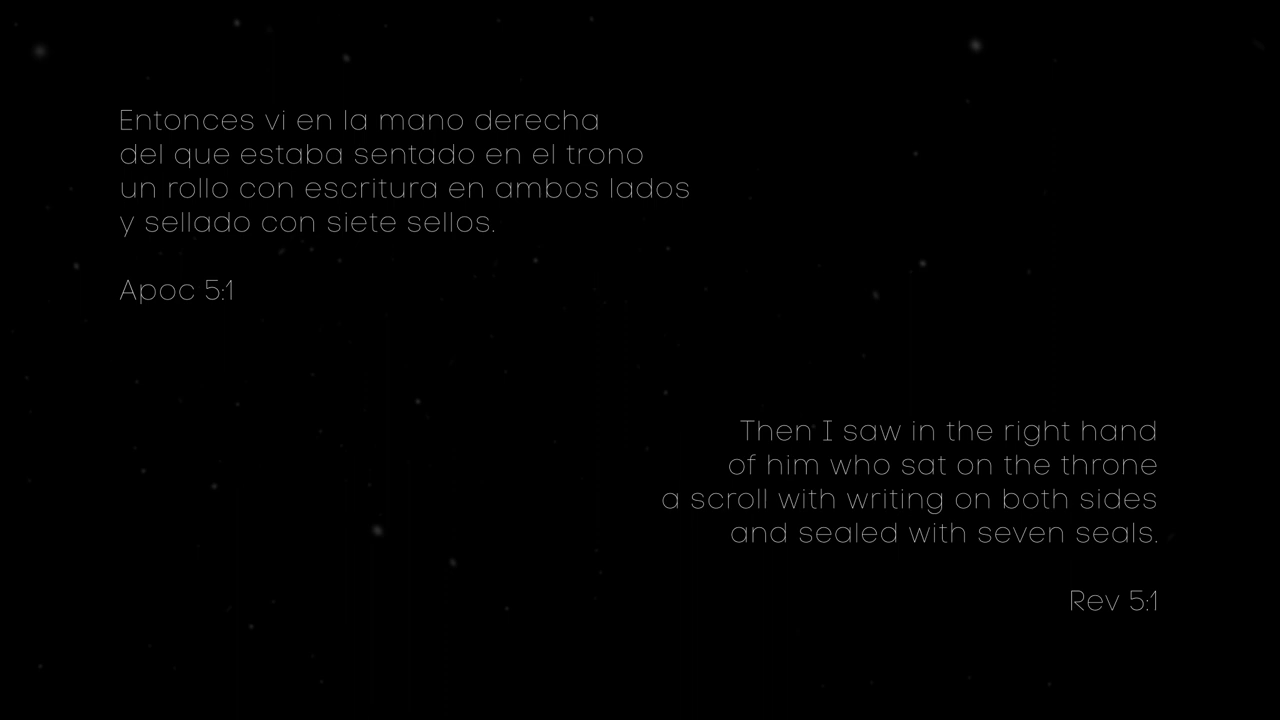 Entonces vi en la mano derecha
del que estaba sentado en el trono
un rollo con escritura en ambos lados
y sellado con siete sellos.
Apoc 5:1
Then I saw in the right hand
of him who sat on the throne
a scroll with writing on both sides
and sealed with seven seals.
Rev 5:1